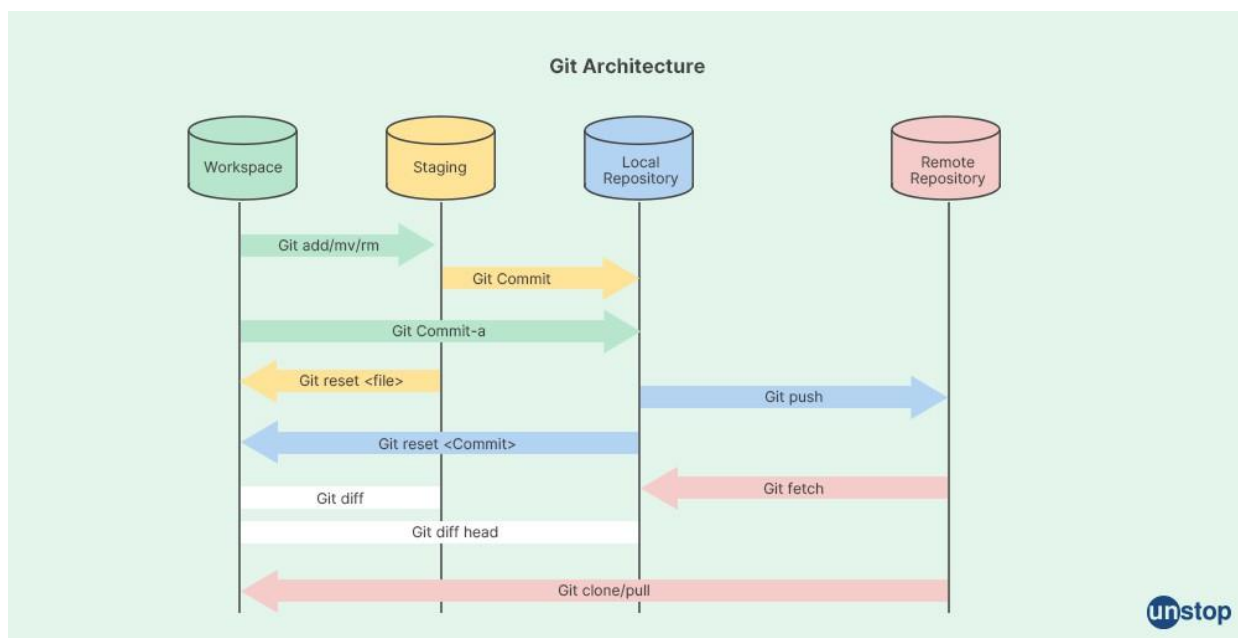 Git Architecture
Workspace
Staging
Local
Repository
Remote
Repository
Git add/mv/rm
Git Commit
Git Commit-a
Git reset <file>
Git push
Git reset <Commit>
Git fetch
Git diff
Git diff head
Git clone/pull
unstop